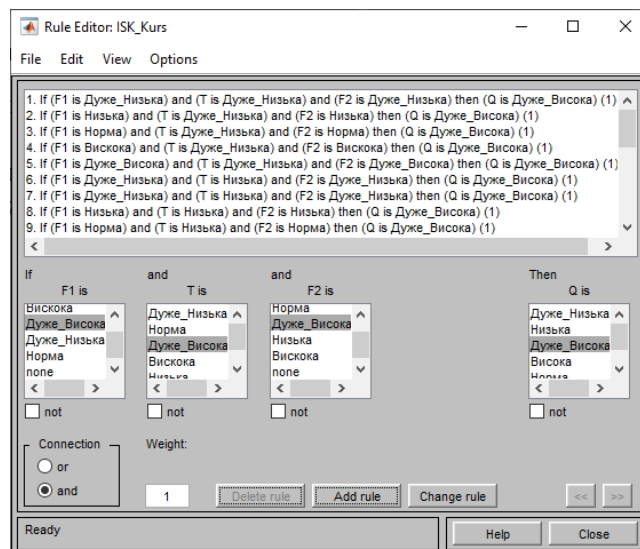 Rule Editor: ISK_Kurs
File Edit View Options
1. If (F1 is Дуже_Низька) and (T is Дуже_Низька) and (F2 is Дуже_Низька) then (Q is Дуже_Висока) (1)
2. If (F1 is Низька) and (T is Дуже_Низька) and (F2 is Низька) then (Q is Дуже_Висока) (1)
3. If (F1 is Норма) and (T is Дуже_Низька) and (F2 is Норма) then (Q is Дуже_Висока) (1)
4. If (F1 is Вискока) and (T is Дуже_Низька) and (F2 is Вискока) then (Q is Дуже_Висока) (1)
5. If (F1 is Дуже_Висока) and (T is Дуже_Низька) and (F2 is Дуже_Висока) then (Q is Дуже_Висока) (1)
6. If (F1 is Дуже_Низька) and (T is Низька) and (F2 is Дуже_Низька) then (Q is Дуже_Висока) (1)
7. If (F1 is Дуже_Низька) and (T is Низька) and (F2 is Дуже_Низька) then (Q is Дуже_Висока) (1)
8. If (F1 is Низька) and (T is Низька) and (F2 is Низька) then (Q is Дуже_Висока) (1)
9. If (F1 is Норма) and (T is Низька) and (F2 is Норма) then (Q is Дуже_Висока) (1)
If and and Then
F1 is T is F2 is Q is
Вискока
Дуже_Висока
Дуже_Низька
Норма
none
Дуже_Низька
Норма
Дуже_Висока
Вискока
Низька
Норма
Дуже_Висока
Низька
Вискока
none
Дуже_Низька
Низька
Дуже_Висока
Вискока
Норма
not not not not
Connection
or
and
Weight:
1
Delete rule Add rule Change rule << >>
Ready Help Close